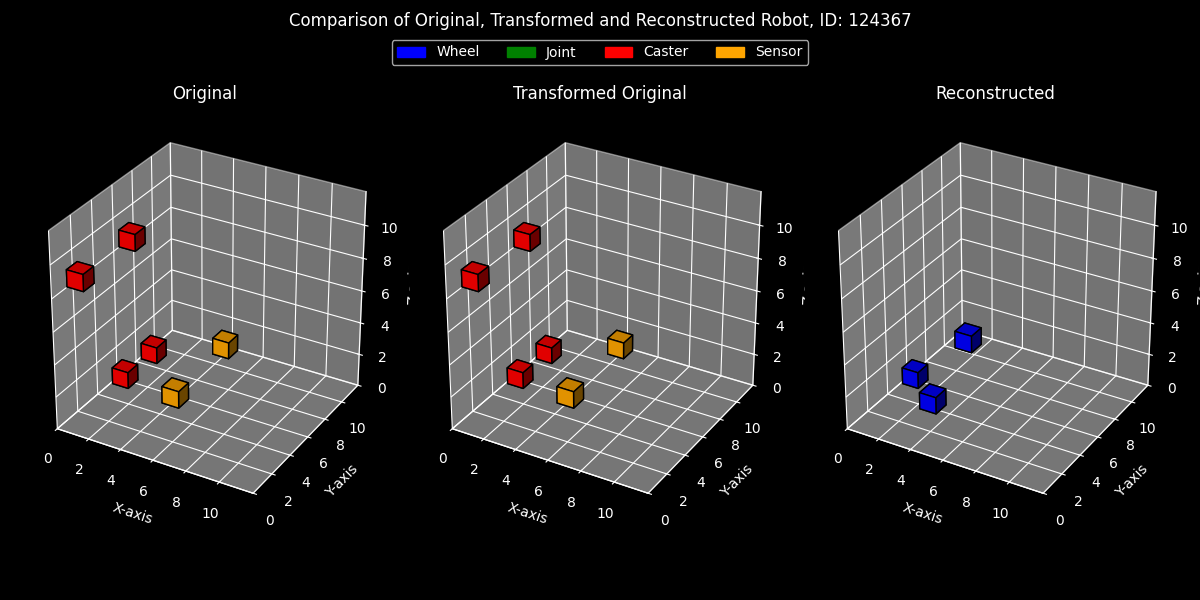 Comparison of Original, Transformed and Reconstructed Robot, ID: 124367
Wheel Joint Caster Sensor
Original Transformed Original Reconstructed
10 10 10
8 8 8
6 6 6
4 4 4
2 2 2
0 0 0
10 10 10
8 8 8
6 6 6
4 4 4
2 2 2
0 0 0
0 2 4 6 8 10 0 2 4 6 8 10 0 2 4 6 8 10
X-axis Y-axis X-axis Y-axis X-axis Y-axis